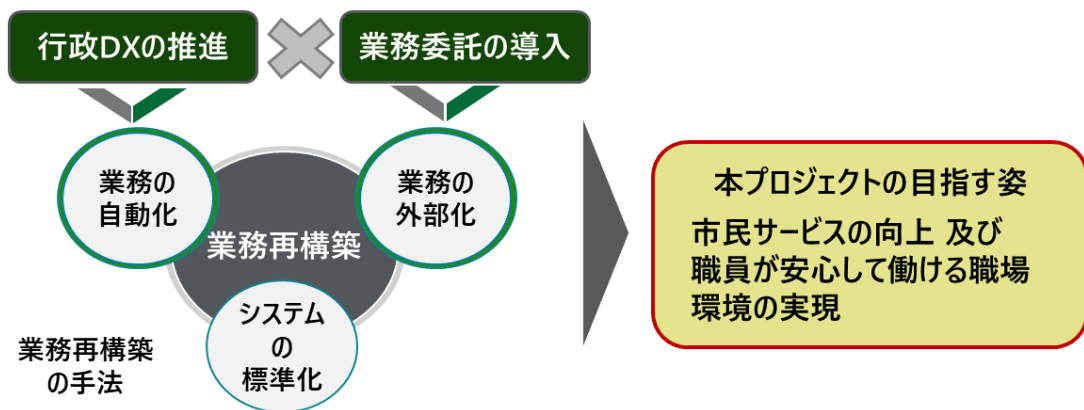 行政DXの推進
業務委託の導入
業務の
自動化
業務の
外部化
業務再構築
システム
の
標準化
業務再構築
の手法
本プロジェクトの目指す姿
市民サービスの向上 及び
職員が安心して働ける職場
環境の実現